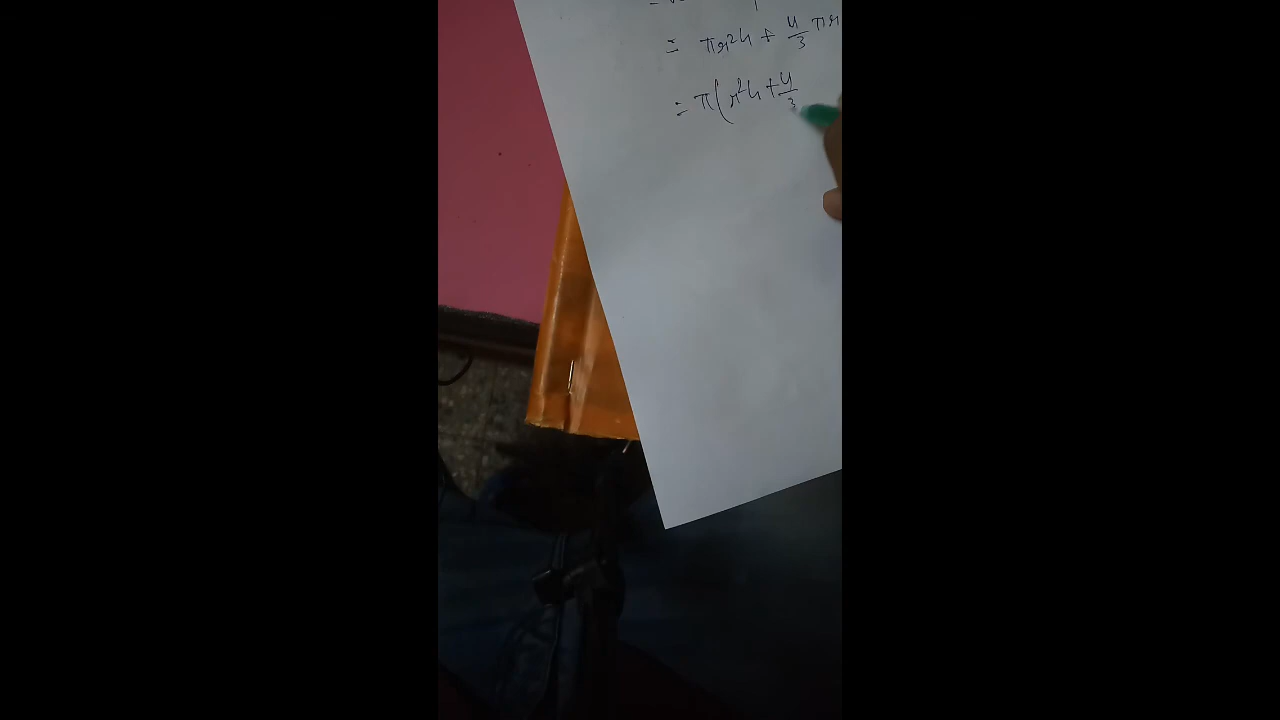 = πr²h + 4/3 πr
= π(r²h + 4/3